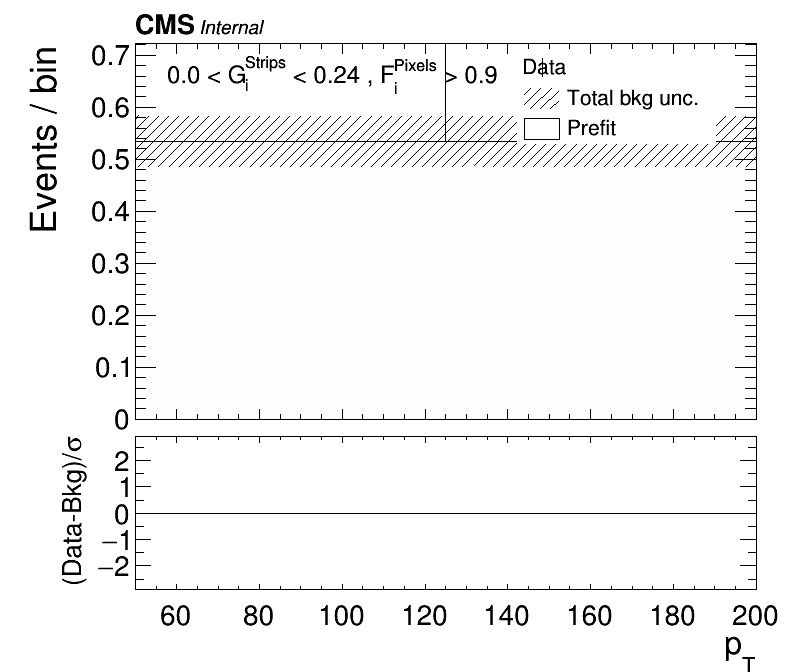 CMS Internal
0.0 < G_i^Strips < 0.24 , F_i^Pixels > 0.9
Data
Total bkg unc.
Prefit
Events / bin
0.7
0.6
0.5
0.4
0.3
0.2
0.1
0
(Data-Bkg)/σ
2
1
0
−1
−2
60 80 100 120 140 160 180 200
p_T